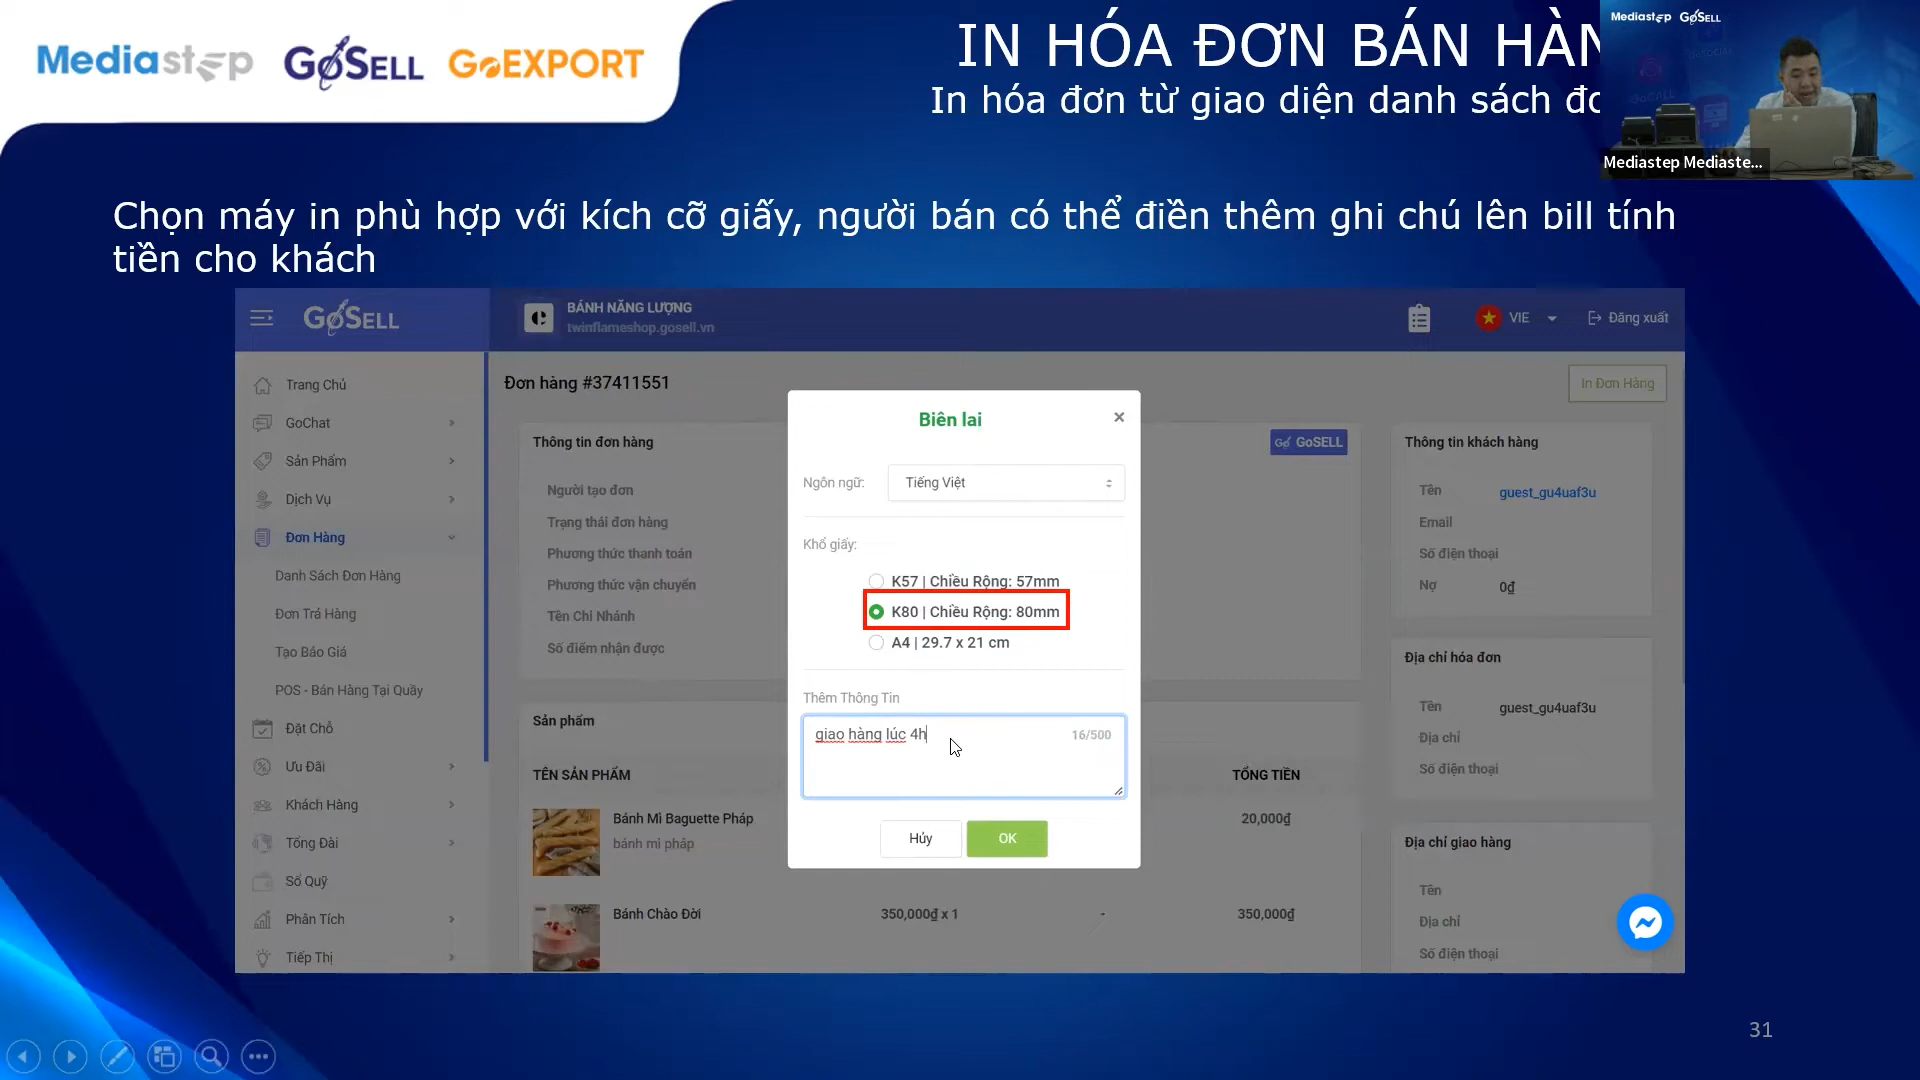 Mediastep GoSELL GoEXPORT
IN HÓA ĐƠN BÁN HÀN
In hóa đơn từ giao diện danh sách đơ
Mediastep GoSELL
Mediastep Mediaste...
Chọn máy in phù hợp với kích cỡ giấy, người bán có thể điền thêm ghi chú lên bill tính
tiền cho khách
GoSELL
BÁNH NĂNG LƯỢNG
twinflameshop.gosell.vn
VIE
Đăng xuất
Trang Chủ
GoChat
Sản Phẩm
Dịch Vụ
Đơn Hàng
Danh Sách Đơn Hàng
Đơn Trả Hàng
Tạo Báo Giá
POS - Bán Hàng Tại Quầy
Đặt Chỗ
Ưu Đãi
Khách Hàng
Tổng Đài
Sổ Quỹ
Phân Tích
Tiếp Thị
Đơn hàng #37411551
In Đơn Hàng
Thông tin đơn hàng
GoSELL
Người tạo đơn
Trạng thái đơn hàng
Phương thức thanh toán
Phương thức vận chuyển
Tên Chi Nhánh
Số điểm nhận được
Biên lai
×
Ngôn ngữ: Tiếng Việt
Khổ giấy:
K57 | Chiều Rộng: 57mm
K80 | Chiều Rộng: 80mm
A4 | 29.7 x 21 cm
Thêm Thông Tin
giao hàng lúc 4h
16/500
Hủy
OK
Sản phẩm
TÊN SẢN PHẨM
TỔNG TIỀN
Bánh Mì Baguette Pháp
bánh mì pháp
20,000₫
Bánh Chào Đời
350,000₫ x 1
-
350,000₫
Thông tin khách hàng
Tên guest_gu4uaf3u
Email
Số điện thoại
Nợ 0₫
Địa chỉ hóa đơn
Tên guest_gu4uaf3u
Địa chỉ
Số điện thoại
Địa chỉ giao hàng
Tên
Địa chỉ
Số điện thoại
31